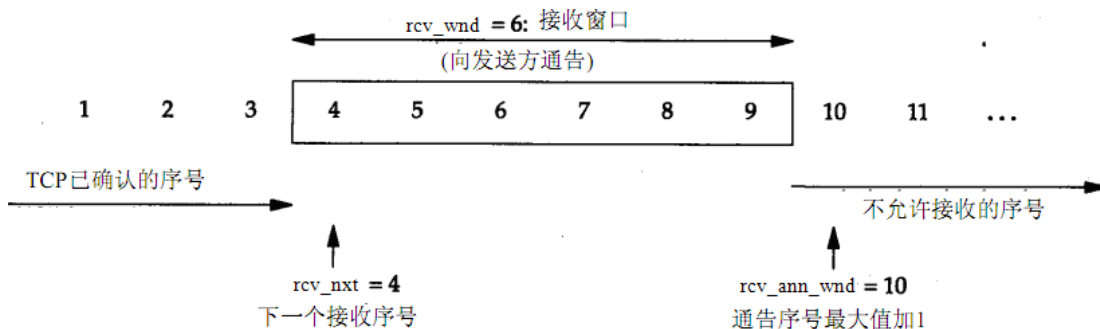 rcv_wnd = 6: 接收窗口
(向发送方通告)
1 2 3 4 5 6 7 8 9 10 11 ...
TCP已确认的序号
不允许接收的序号
rcv_nxt = 4
下一个接收序号
rcv_ann_wnd = 10
通告序号最大值加1